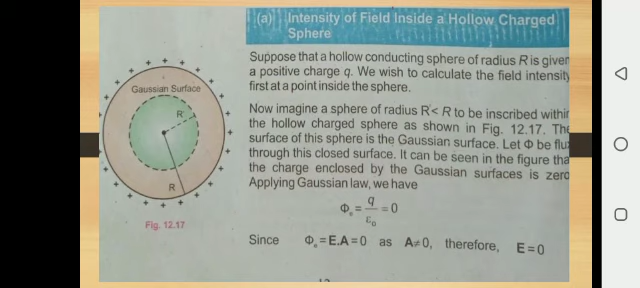 (a) Intensity of Field Inside a Hollow Charged
Sphere
Suppose that a hollow conducting sphere of radius R is given
a positive charge q. We wish to calculate the field intensity
first at a point inside the sphere.
Now imagine a sphere of radius R'< R to be inscribed within
the hollow charged sphere as shown in Fig. 12.17. The
surface of this sphere is the Gaussian surface. Let Φ be flu
through this closed surface. It can be seen in the figure tha
the charge enclosed by the Gaussian surfaces is zero
Applying Gaussian law, we have
Φₑ = q/ε₀ = 0
Since Φₑ = E.A = 0 as A≠0, therefore, E = 0
Gaussian Surface
R'
R
Fig. 12.17